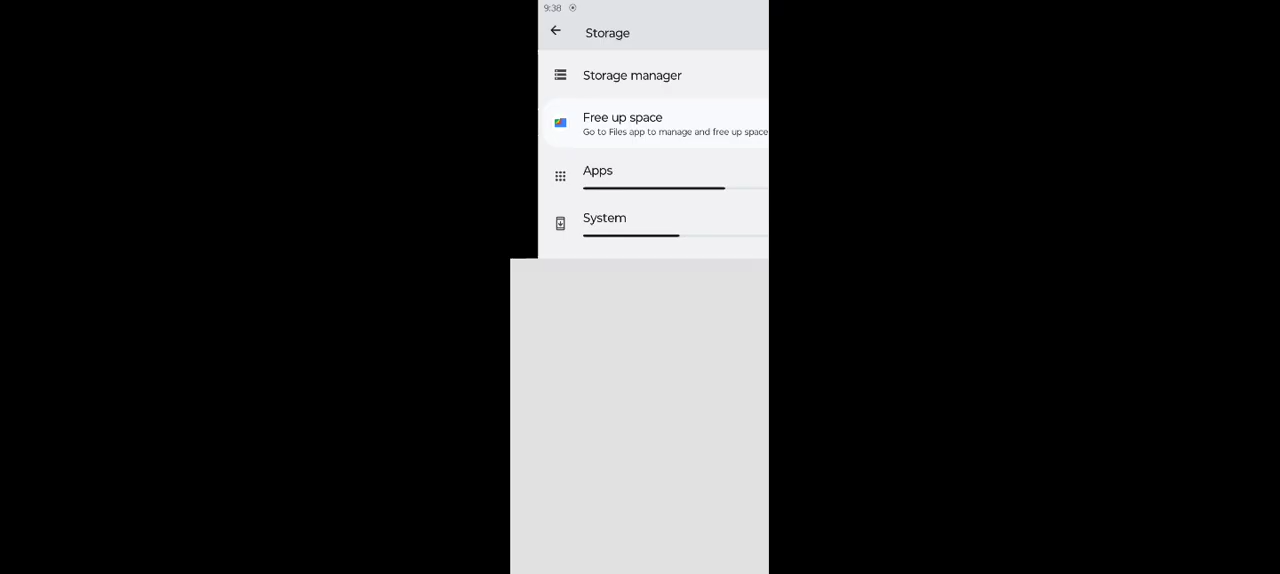 9:38
Storage
Storage manager
Free up space
Go to Files app to manage and free up space
Apps
System